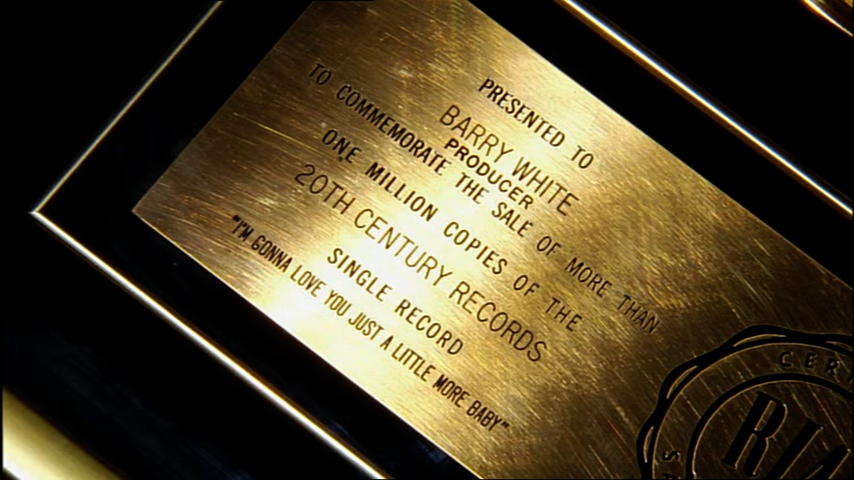 PRESENTED TO
BARRY WHITE
PRODUCER
TO COMMEMORATE THE SALE OF MORE THAN
ONE MILLION COPIES OF THE
20TH CENTURY RECORDS
SINGLE RECORD
"I'M GONNA LOVE YOU JUST A LITTLE MORE BABY"